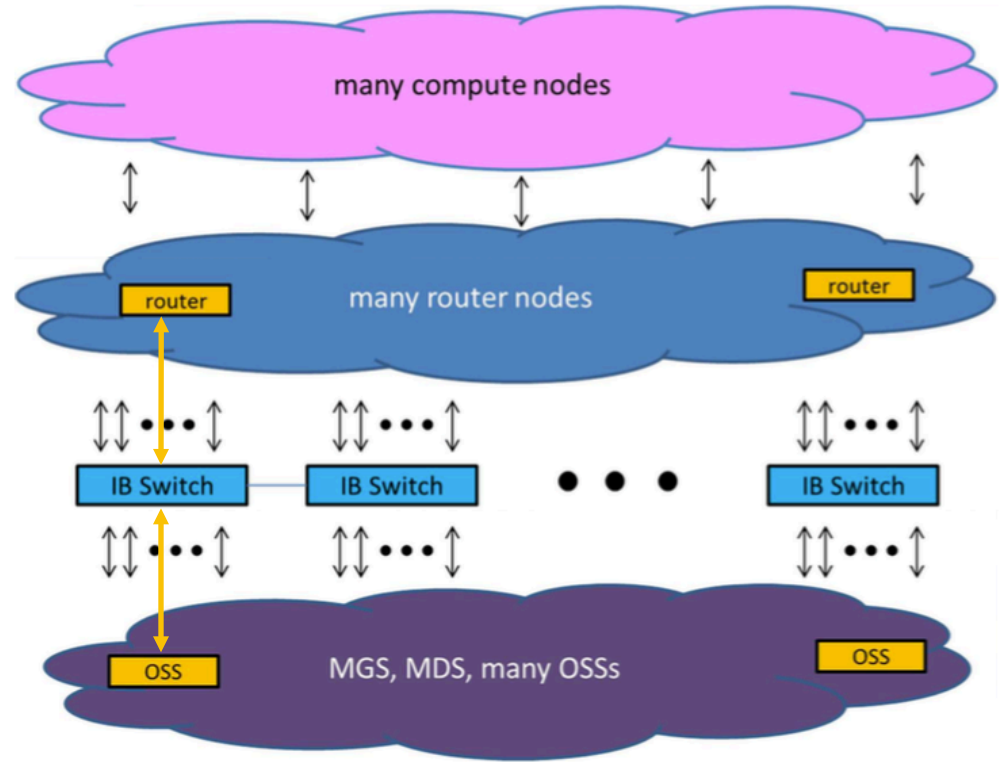 many compute nodes
router
many router nodes
router
IB Switch
IB Switch
IB Switch
OSS
MGS, MDS, many OSSs
OSS